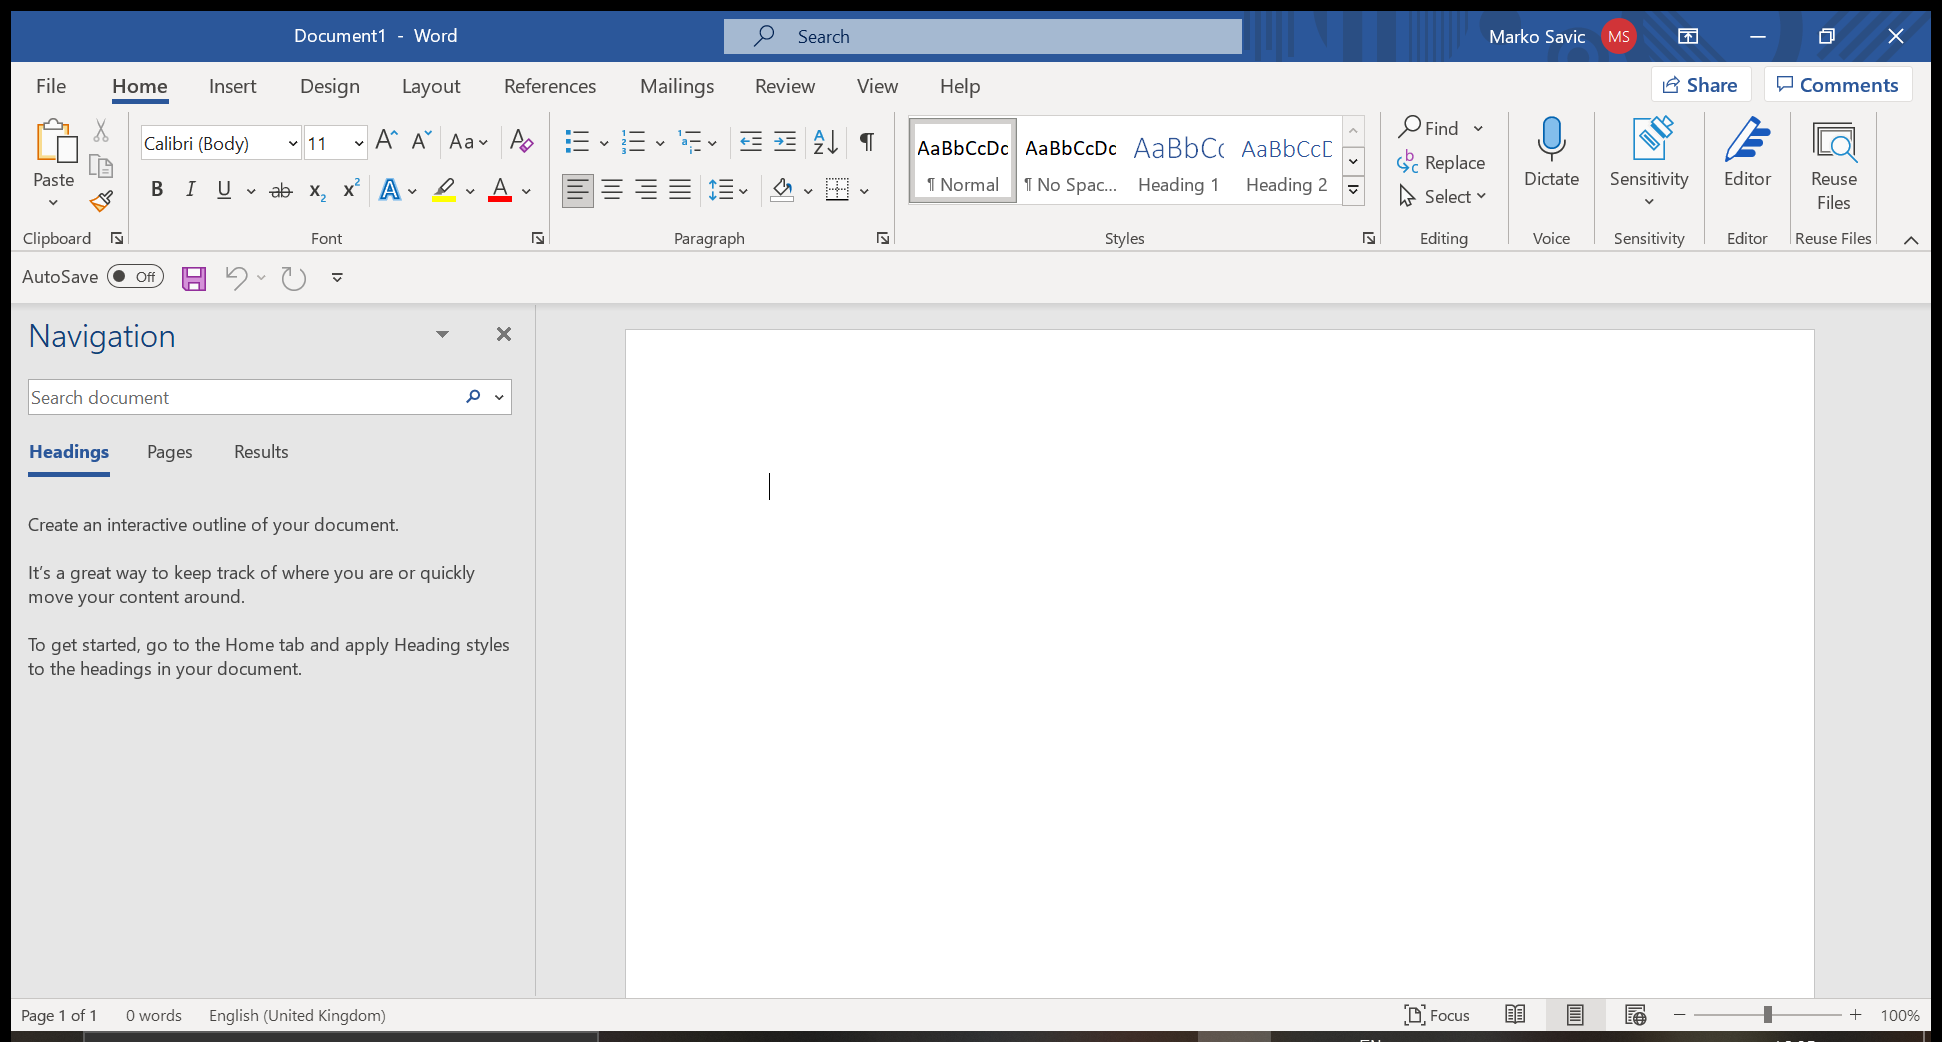 Document1 - Word
Search
Marko Savic
MS
File Home Insert Design Layout References Mailings Review View Help
Share Comments
Calibri (Body) 11 Aa
AaBbCcDc AaBbCcDc AaBbCc AaBbCcD
¶ Normal ¶ No Spac... Heading 1 Heading 2
Paste
B I U ab x₂ x² A A
Find
Replace
Select
Dictate
Sensitivity
Editor
Reuse
Files
Clipboard Font Paragraph Styles Editing Voice Sensitivity Editor Reuse Files
AutoSave Off
Navigation
Search document
Headings Pages Results
Create an interactive outline of your document.
It's a great way to keep track of where you are or quickly
move your content around.
To get started, go to the Home tab and apply Heading styles
to the headings in your document.
Page 1 of 1 0 words English (United Kingdom)
Focus
100%